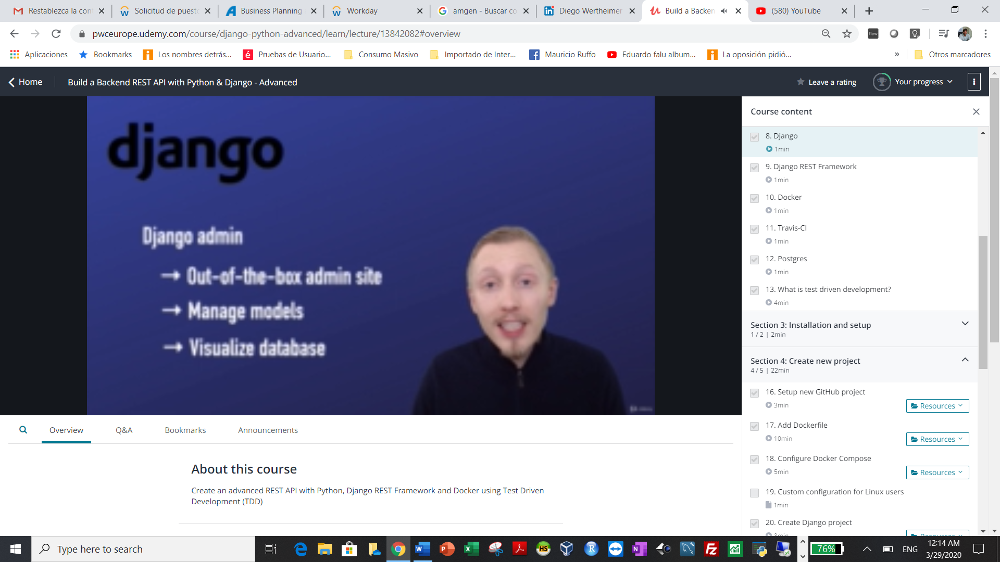 Restablezca la con
Solicitud de puesto
Business Planning
Workday
amgen - Buscar co
Diego Wertheimer
Build a Backen
(580) YouTube
pwceurope.udemy.com/course/django-python-advanced/learn/lecture/13842082#overview
Aplicaciones
Bookmarks
Los nombres detrás...
Pruebas de Usuario...
Consumo Masivo
Importado de Inter...
Mauricio Ruffo
Eduardo falu album...
La oposición pidió...
»
Otros marcadores
Home
Build a Backend REST API with Python & Django - Advanced
Leave a rating
Your progress
django
Django admin
→ Out-of-the-box admin site
→ Manage models
→ Visualize database
Course content
8. Django
1min
9. Django REST Framework
1min
10. Docker
1min
11. Travis-CI
1min
12. Postgres
1min
13. What is test driven development?
4min
Section 3: Installation and setup
1 / 2 | 2min
Section 4: Create new project
4 / 5 | 22min
16. Setup new GitHub project
3min
Resources
17. Add Dockerfile
10min
Resources
18. Configure Docker Compose
5min
Resources
19. Custom configuration for Linux users
1min
20. Create Django project
3min
Resources
Overview
Q&A
Bookmarks
Announcements
About this course
Create an advanced REST API with Python, Django REST Framework and Docker using Test Driven
Development (TDD)
Type here to search
76%
ENG
12:14 AM
3/29/2020